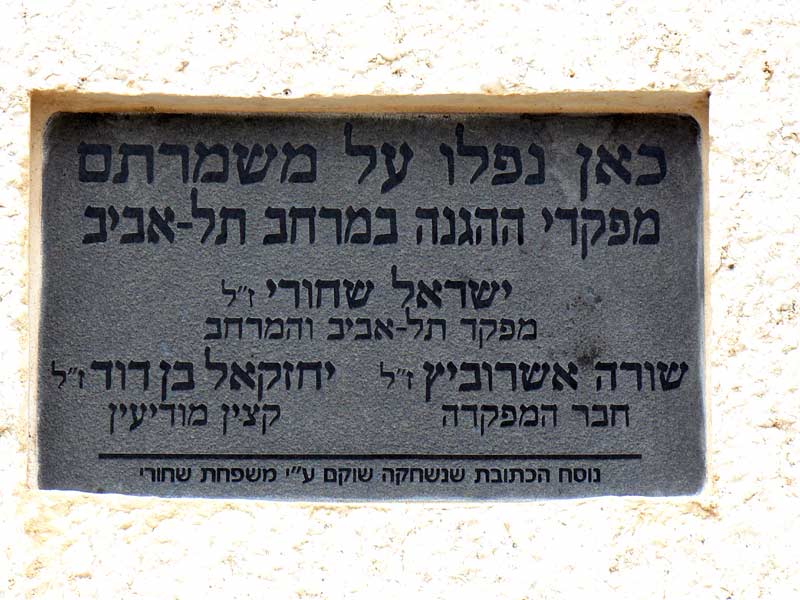 כאן נפלו על משמרתם
מפקדי ההגנה במרחב תל-אביב
ישראל שחורי ז״ל
מפקד תל-אביב והמרחב
שורה אשרוביץ ז״ל יחזקאל בן דוד ז״ל
חבר המפקדה קצין מודיעין
נוסח הכתובת שנשחקה שוקם ע״י משפחת שחורי